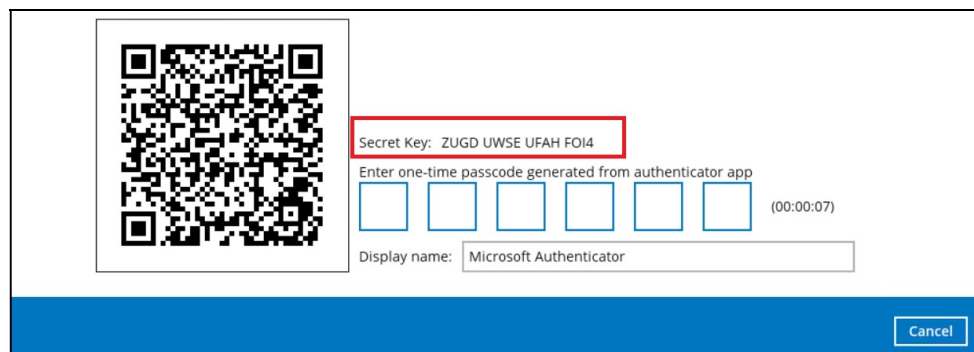 Secret Key: ZUGD UWSE UFAH FOI4
Enter one-time passcode generated from authenticator app
(00:00:07)
Display name: Microsoft Authenticator
Cancel